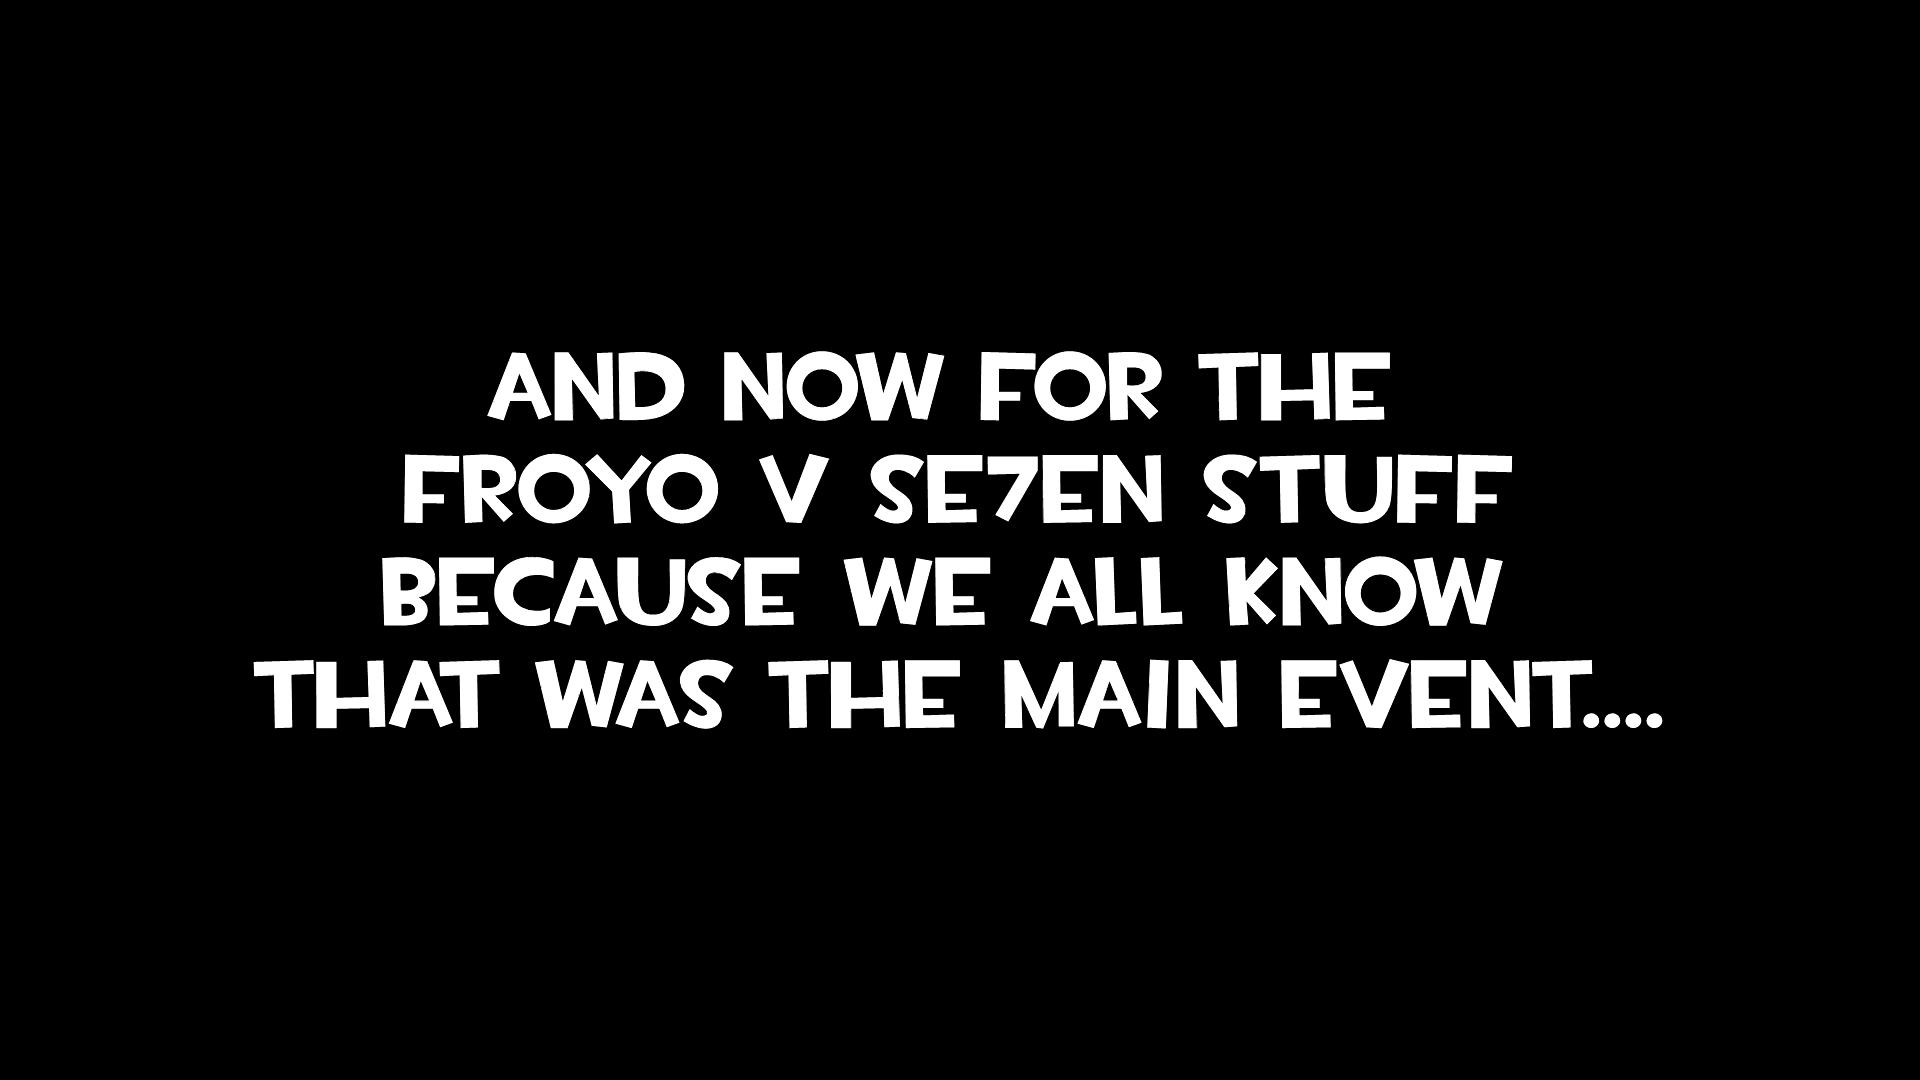 AND NOW FOR THE
FROYO V SE7EN STUFF
BECAUSE WE ALL KNOW
THAT WAS THE MAIN EVENT....